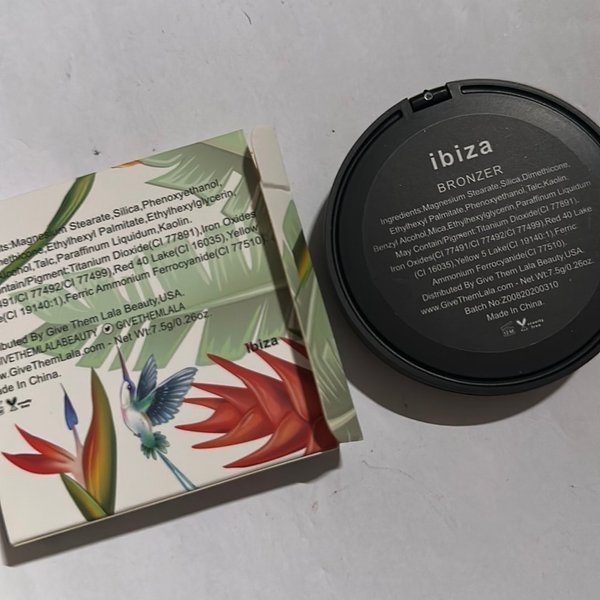 Stearate,Silica,Phenoxyethanol,
Ethylhexyl Palmitate,Ethylhexylglycerin,
Talc,Paraffinum Liquidum,Kaolin.
Contain/Pigment:Titanium Dioxide(CI 77891),Iron Oxides
77492/CI 77499),Red 40 Lake(CI 16035),Yellow
19140:1),Ferric Ammonium Ferrocyanide(CI 77510).
By Give Them Lala Beauty,USA.
GIVETHEMLALABEAUTY GIVETHEMLALA
www.GiveThemLala.com - Net Wt:7.5g/0.26oz.
Made In China.
ibiza
ibiza
BRONZER
Ingredients:Magnesium Stearate,Silica,Dimethicone,
Ethylhexyl Palmitate,Phenoxyethanol,Talc,Kaolin.
Benzyl Alcohol,Mica,Ethylhexylglycerin,Paraffinum Liquidum
May Contain/Pigment:Titanium Dioxide(CI 77891),
Iron Oxides(CI 77491/CI 77492/CI 77499),Red 40 Lake
(CI 16035),Yellow 5 Lake(CI 19140:1),Ferric
Ammonium Ferrocyanide(CI 77510).
Distributed By Give Them Lala Beauty,USA.
www.GiveThemLala.com - Net Wt:7.5g/0.26oz.
Batch No:Z00820200310
Made In China.